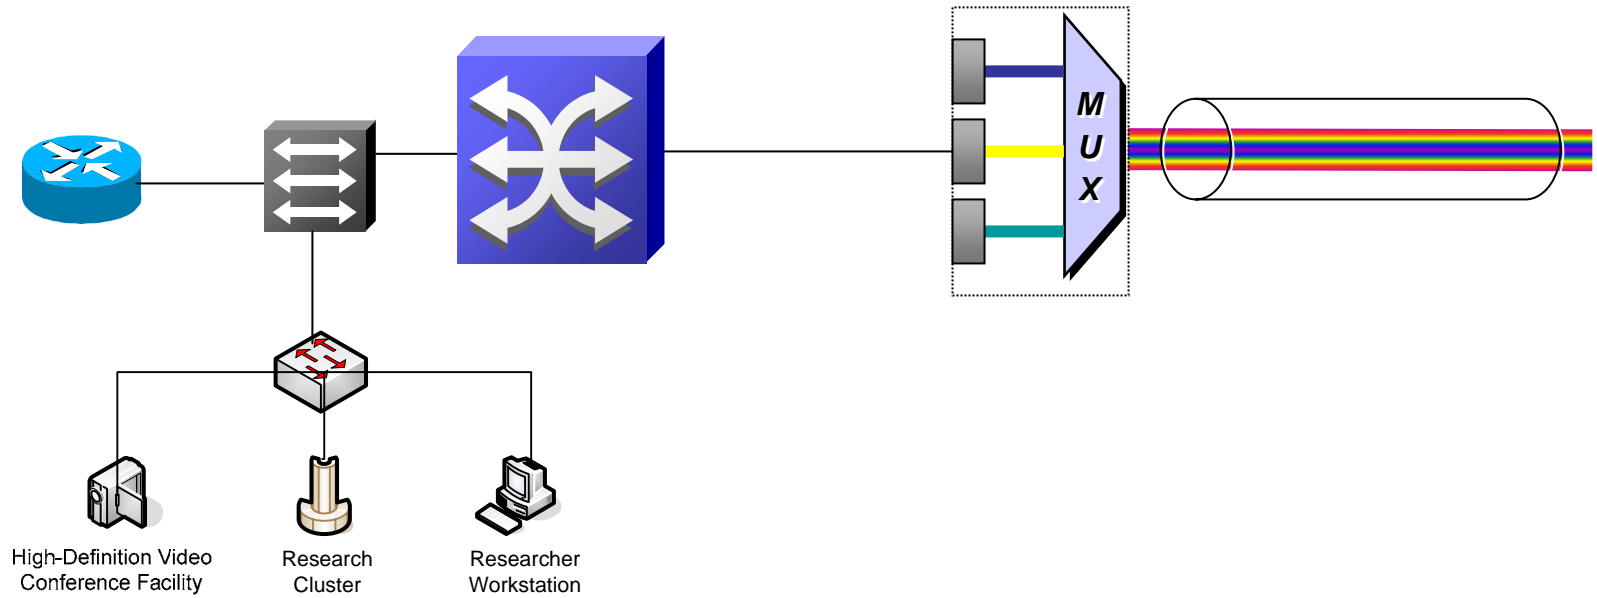 M
U
X
High-Definition Video
Conference Facility
Research
Cluster
Researcher
Workstation